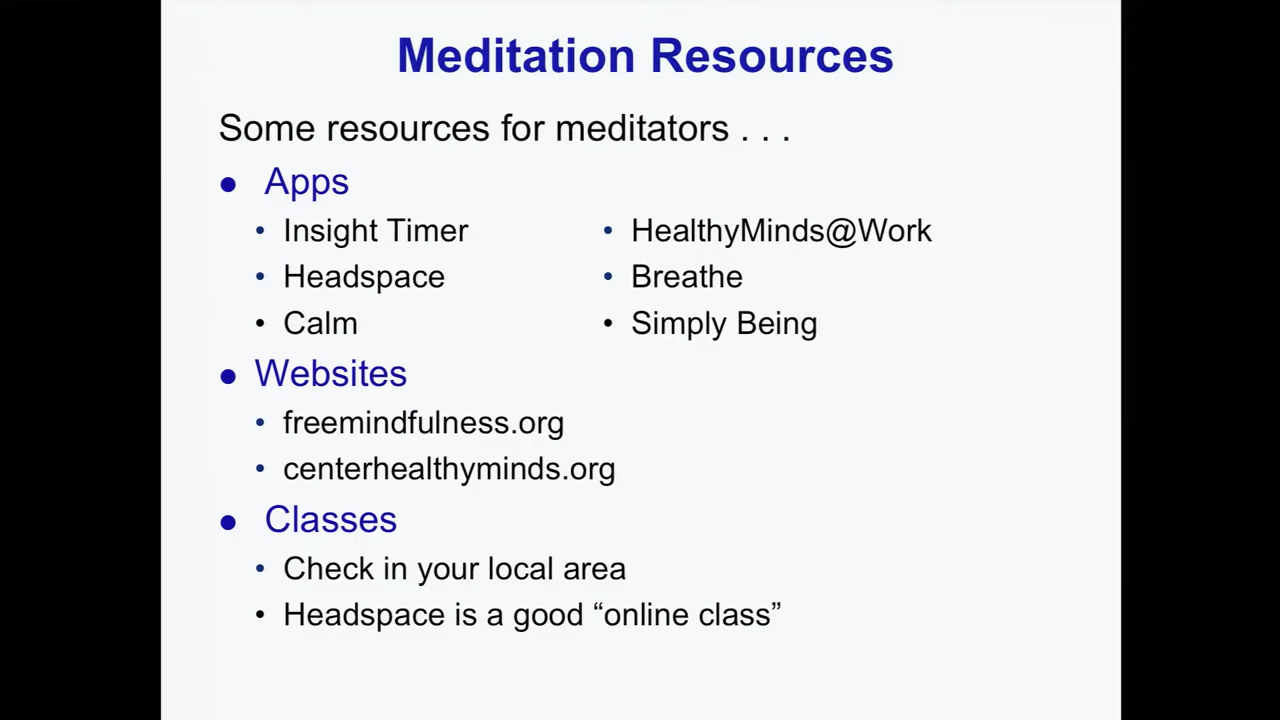 Meditation Resources
Some resources for meditators . . .
● Apps
• Insight Timer
• Headspace
• Calm
• HealthyMinds@Work
• Breathe
• Simply Being
● Websites
• freemindfulness.org
• centerhealthyminds.org
● Classes
• Check in your local area
• Headspace is a good “online class”